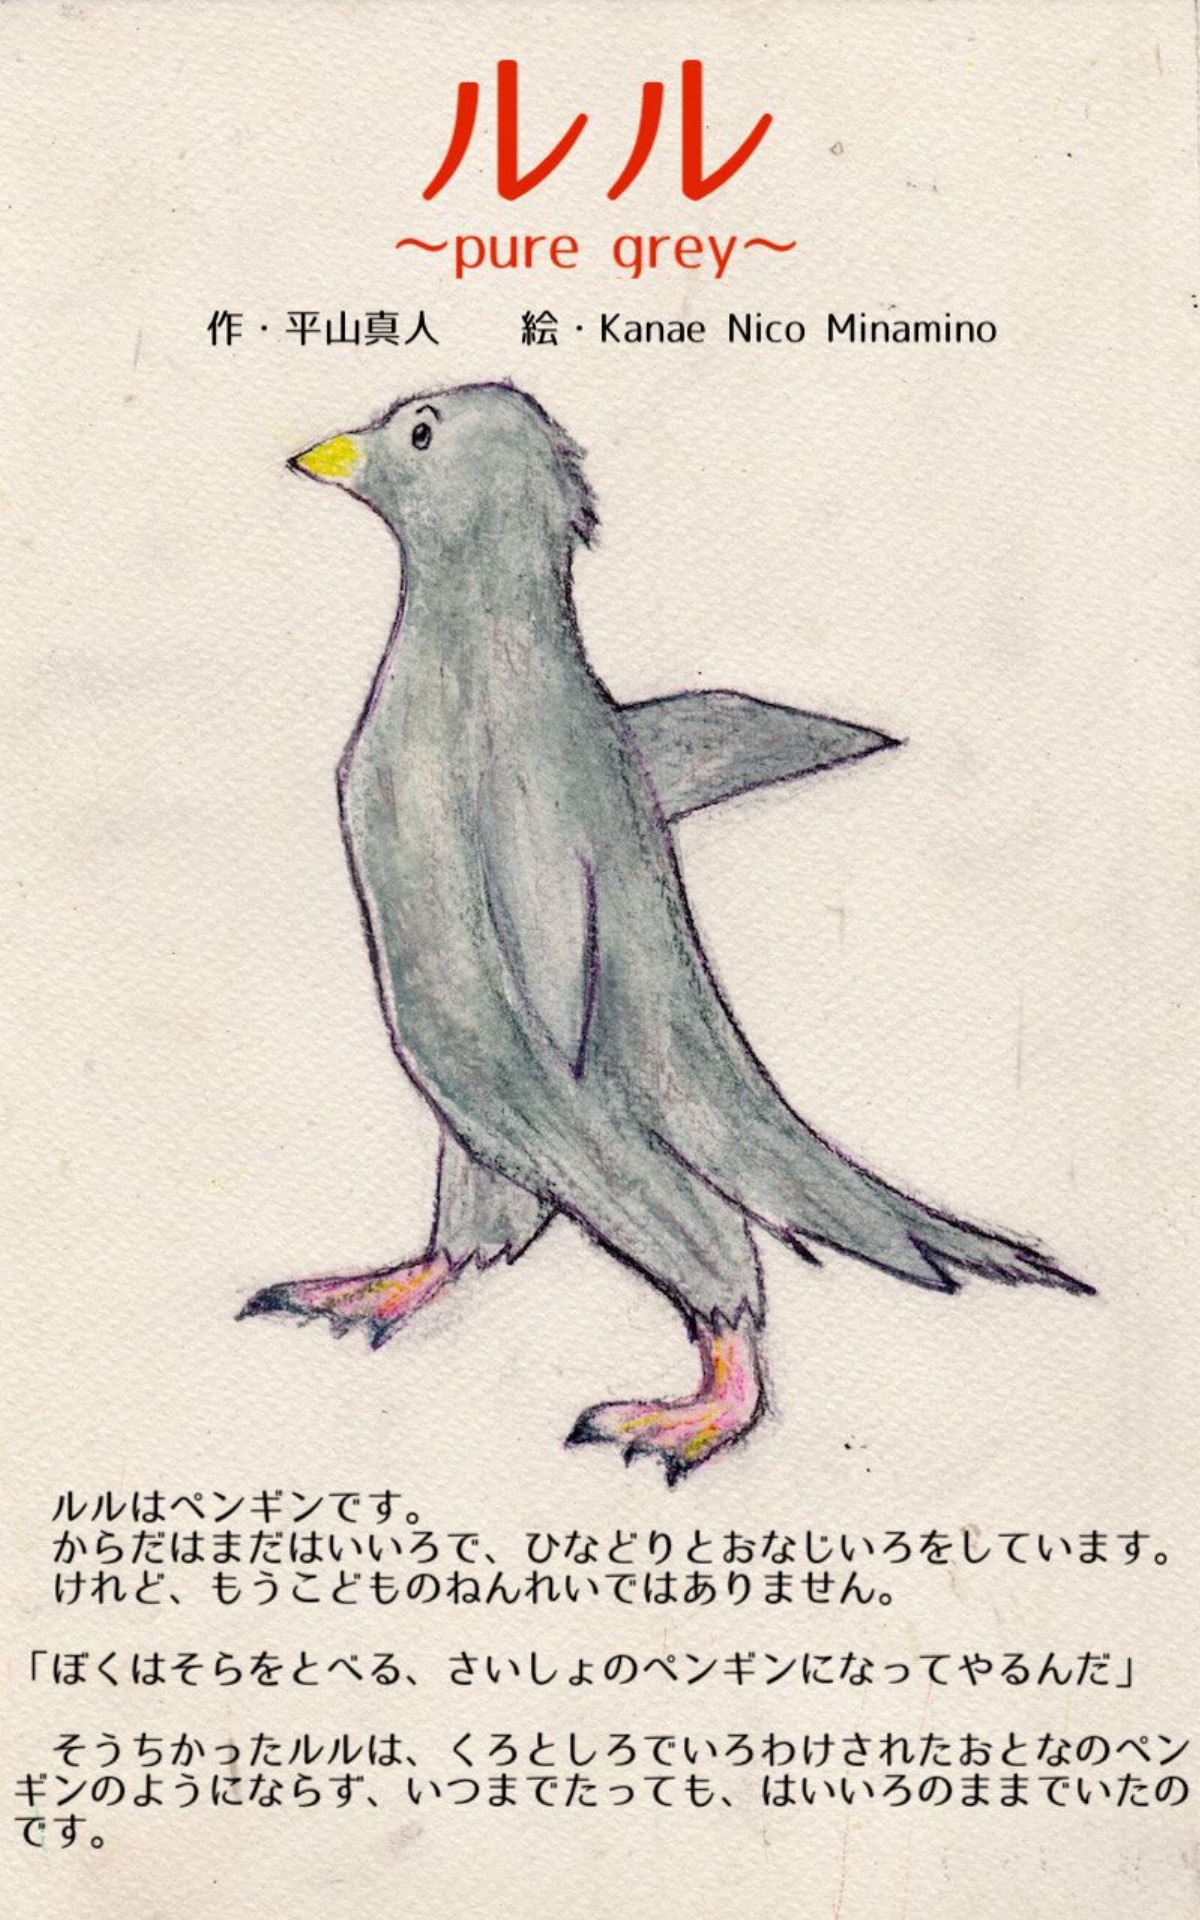 ルル
〜pure grey〜
作・平山真人　　絵・Kanae Nico Minamino
ルルはペンギンです。
からだはまだはいいろで、ひなどりとおなじいろをしています。
けれど、もうこどものねんれいではありません。
「ぼくはそらをとべる、さいしょのペンギンになってやるんだ」
そうちかったルルは、くろとしろでいろわけされたおとなのペン
ギンのようにならず、いつまでたっても、はいいろのままでいたの
です。